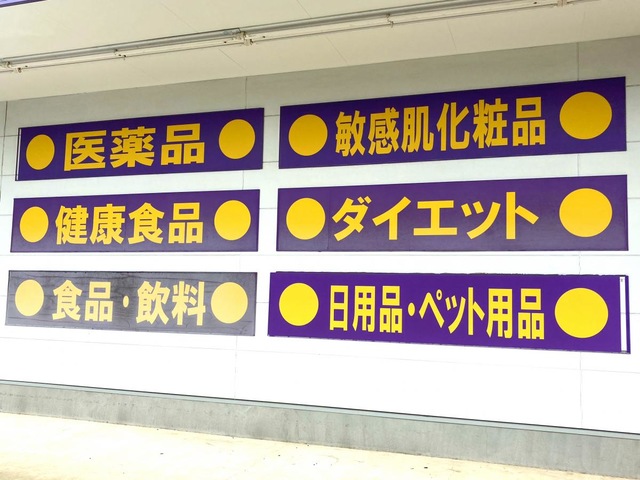 医薬品
敏感肌化粧品
健康食品
ダイエット
食品・飲料
日用品・ペット用品